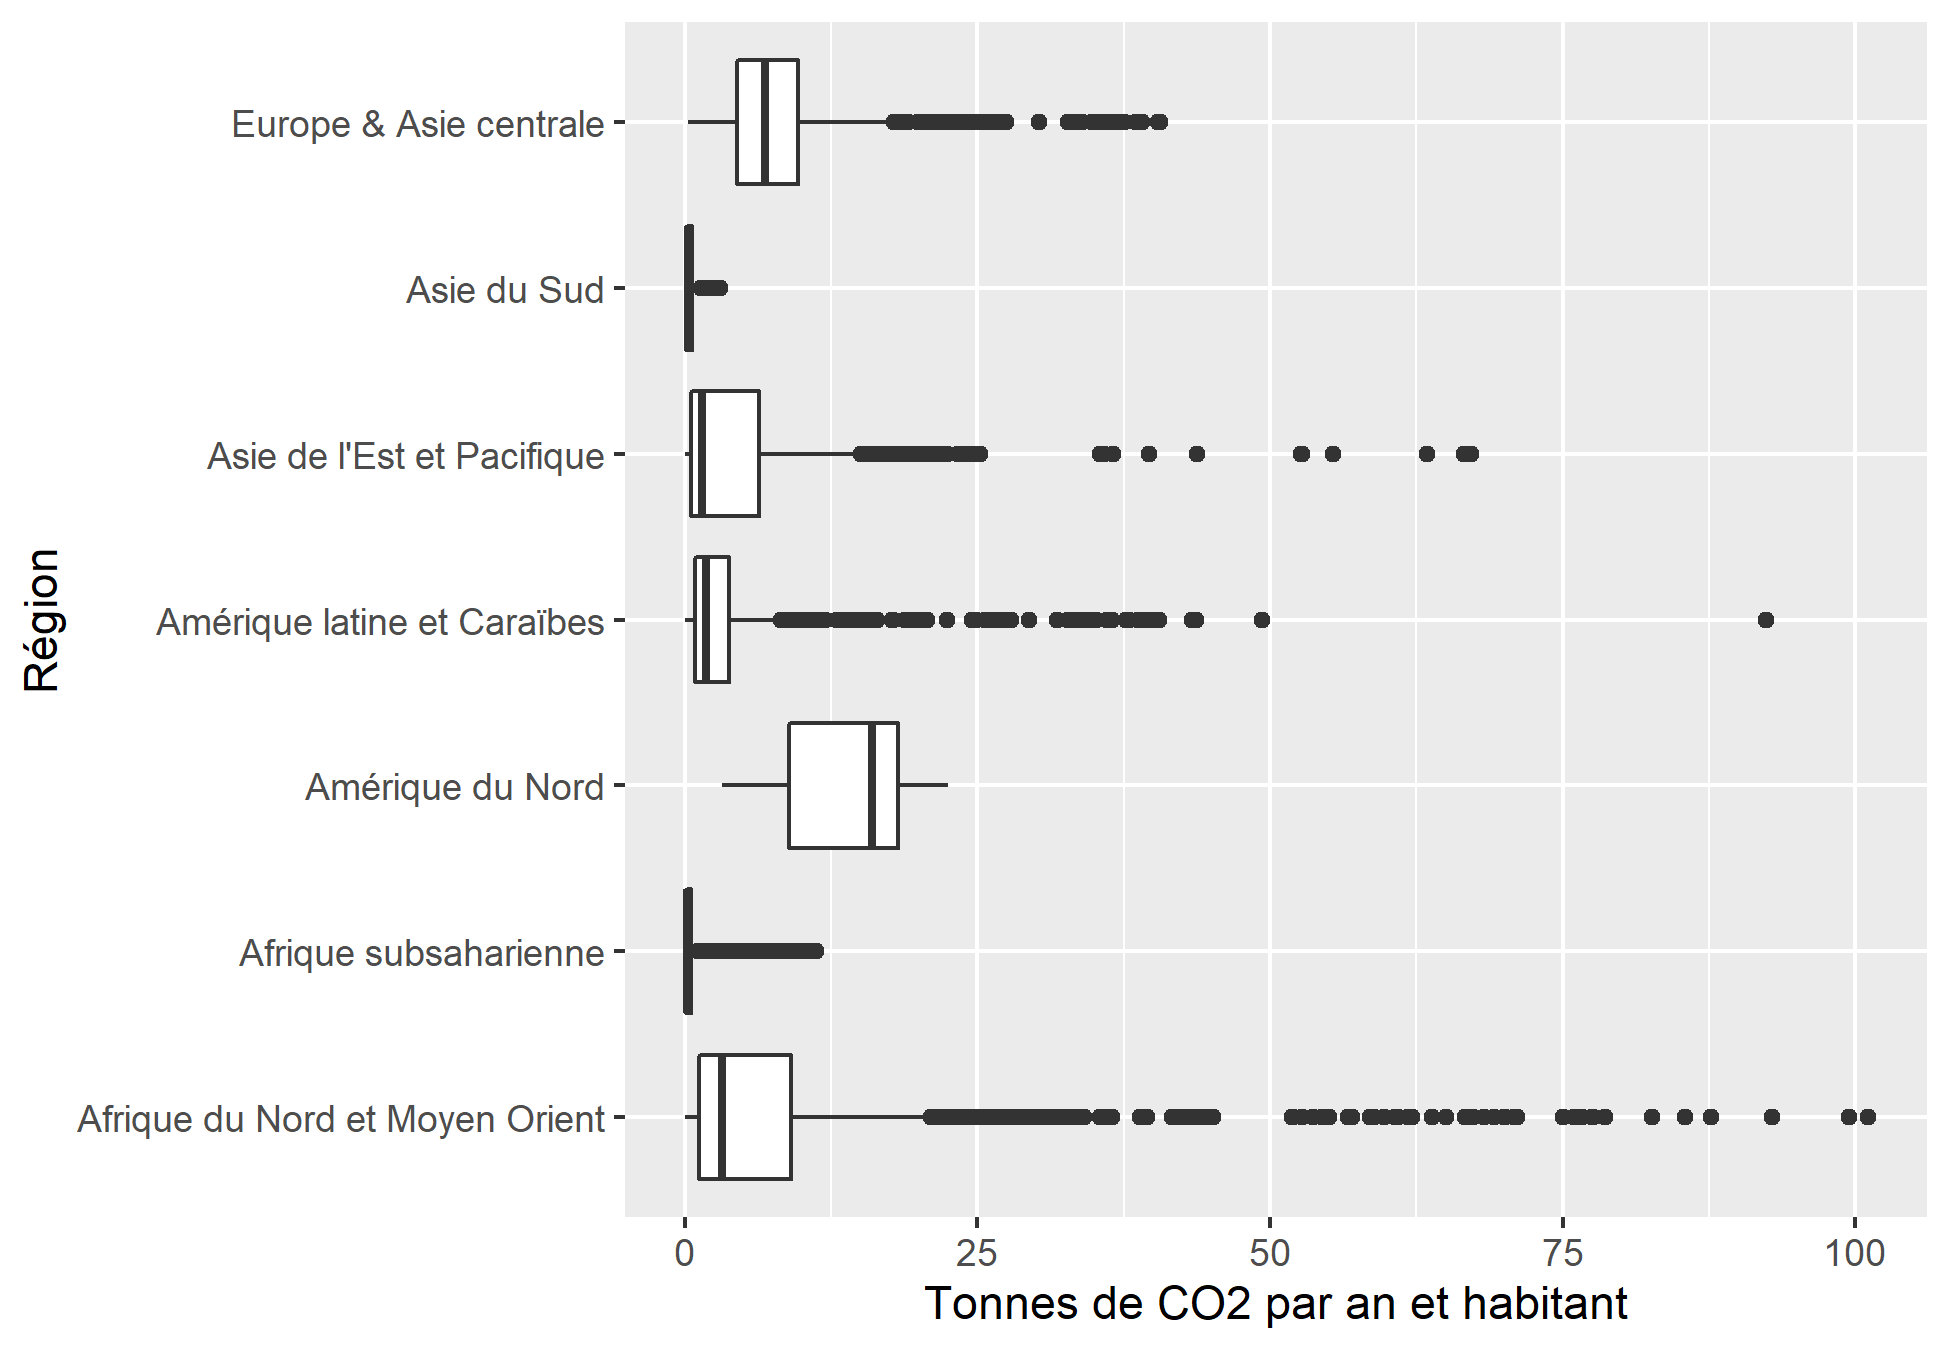 Europe & Asie centrale
Asie du Sud
Asie de l'Est et Pacifique
Amérique latine et Caraïbes
Amérique du Nord
Afrique subsaharienne
Afrique du Nord et Moyen Orient
Région
0 25 50 75 100
Tonnes de CO2 par an et habitant